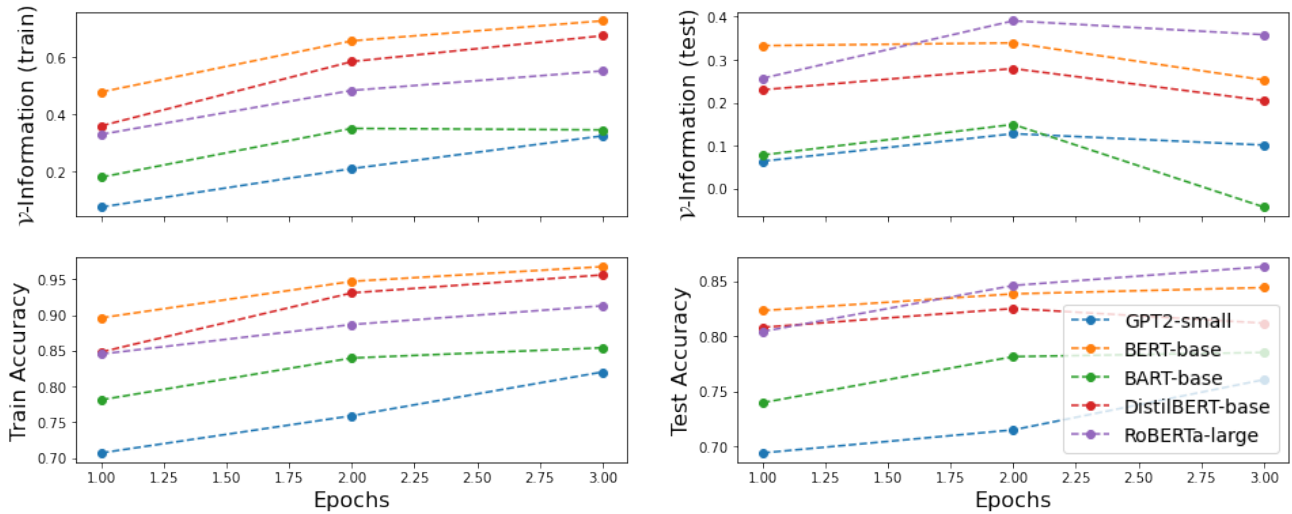 𝒱-Information (train)
0.6
0.4
0.2
𝒱-Information (test)
0.4
0.3
0.2
0.1
0.0
Train Accuracy
0.95
0.90
0.85
0.80
0.75
0.70
1.00 1.25 1.50 1.75 2.00 2.25 2.50 2.75 3.00
Epochs
Test Accuracy
0.85
0.80
0.75
0.70
GPT2-small
BERT-base
BART-base
DistilBERT-base
RoBERTa-large
1.00 1.25 1.50 1.75 2.00 2.25 2.50 2.75 3.00
Epochs